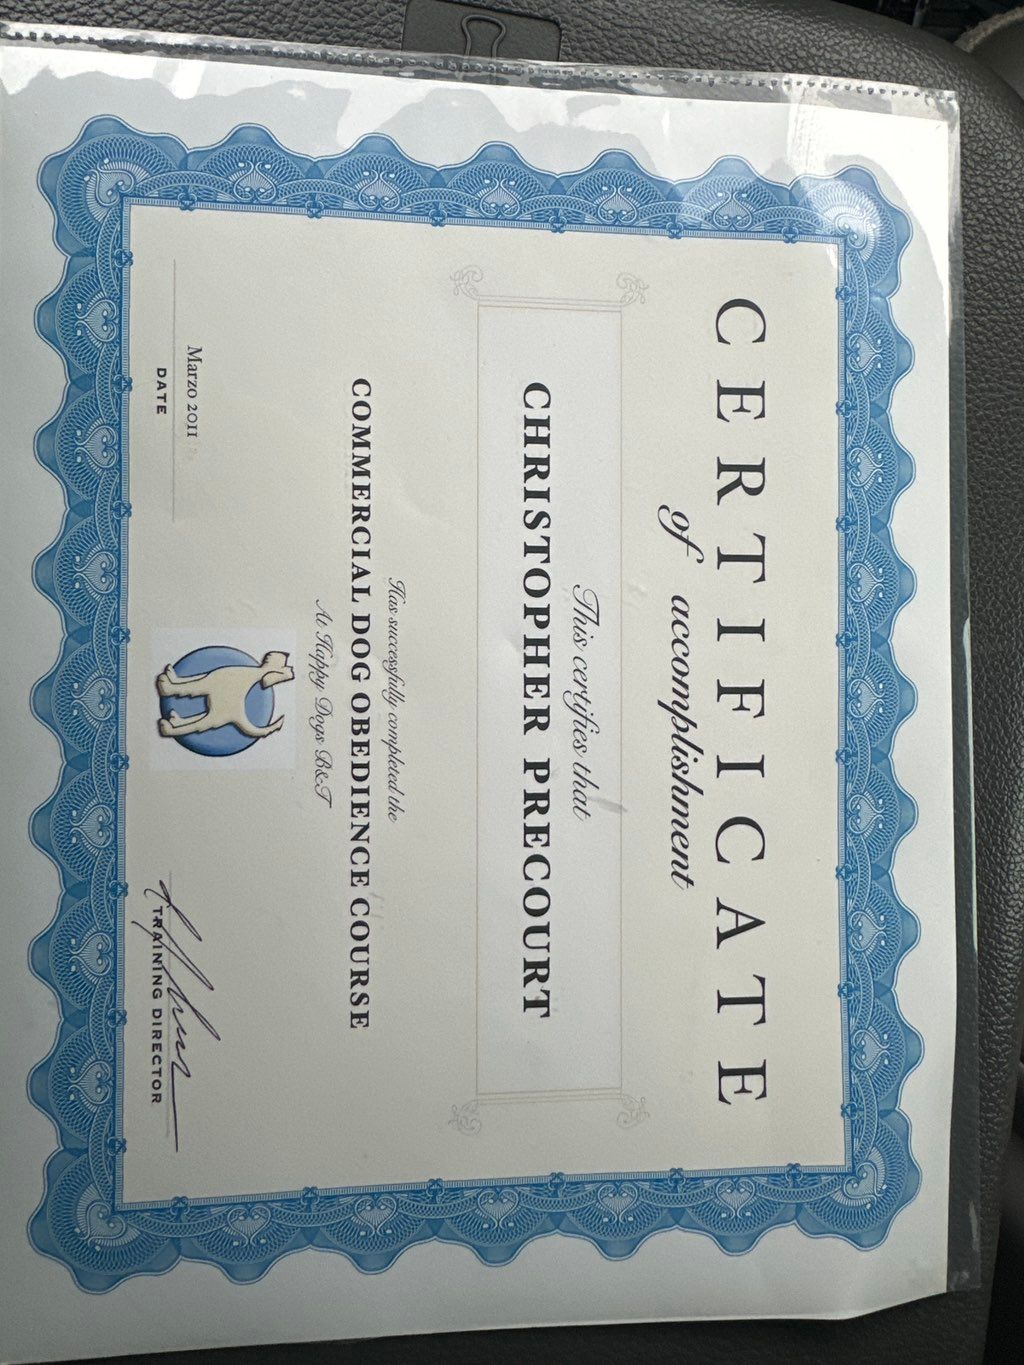 CERTIFICATE
of accomplishment
This certifies that
CHRISTOPHER PRECOURT
Has successfully completed the
COMMERCIAL DOG OBEDIENCE COURSE
At Happy Dogs B&T
Marzo 2011
DATE
TRAINING DIRECTOR